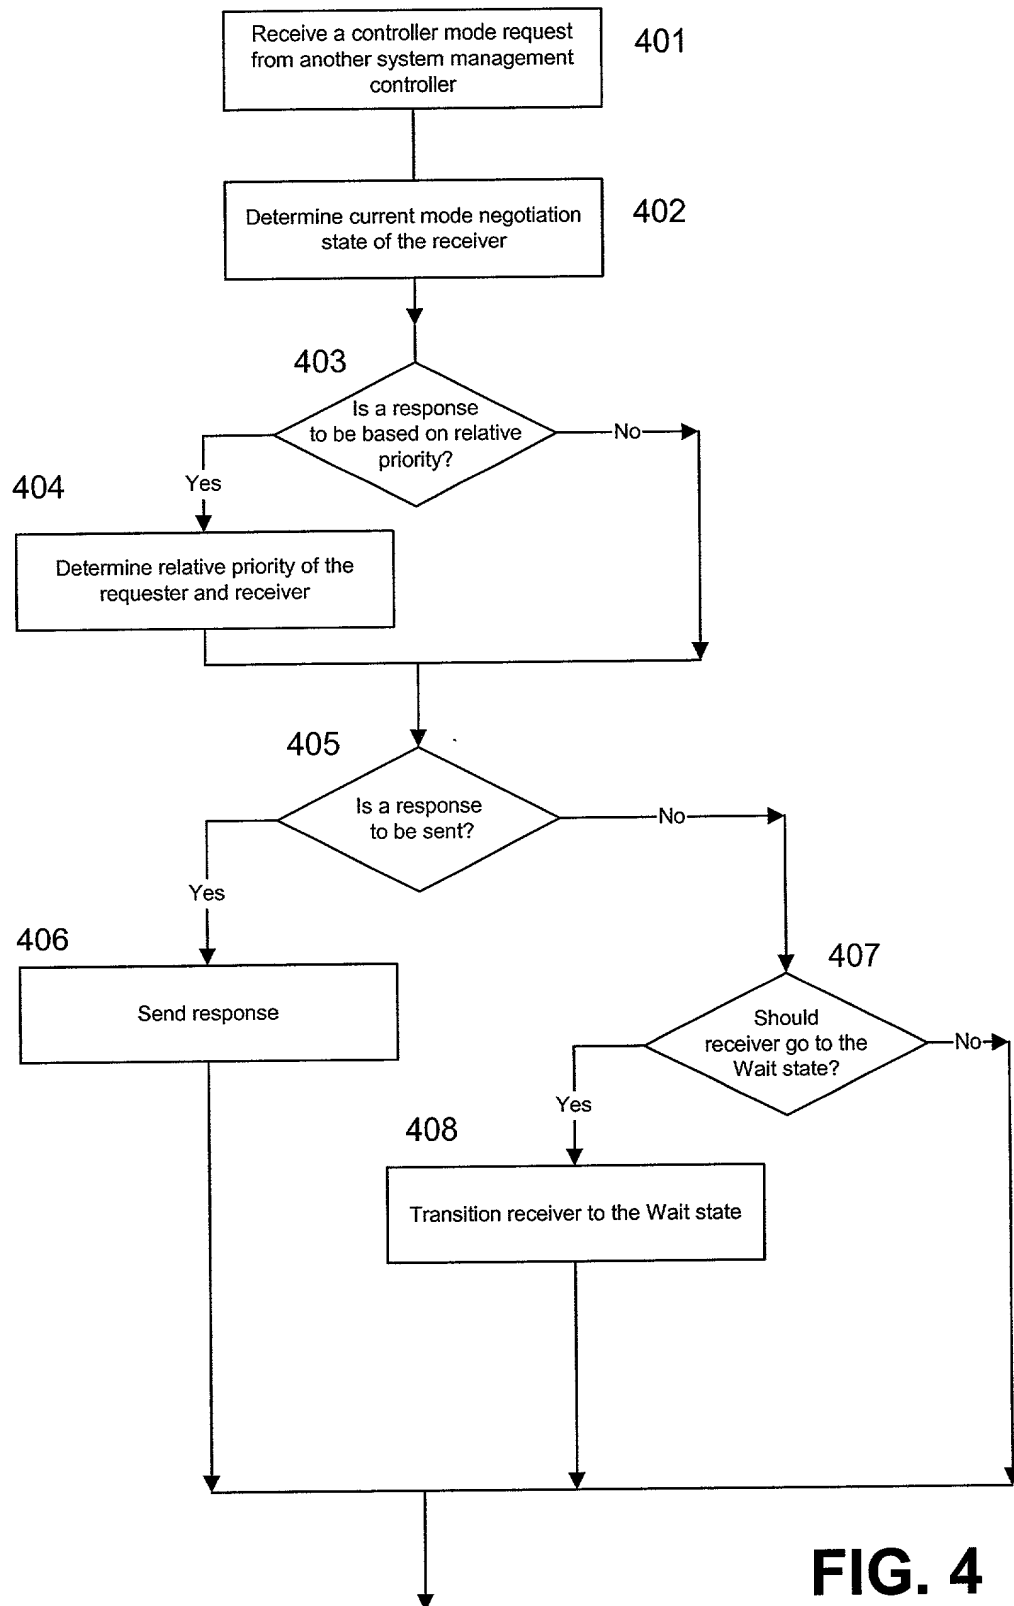 Receive a controller mode request
from another system management
controller
401
Determine current mode negotiation
state of the receiver
402
403
Is a response
to be based on relative
priority?
No
Yes
404
Determine relative priority of the
requester and receiver
405
Is a response
to be sent?
No
Yes
406
Send response
407
Should
receiver go to the
Wait state?
No
Yes
408
Transition receiver to the Wait state
FIG. 4